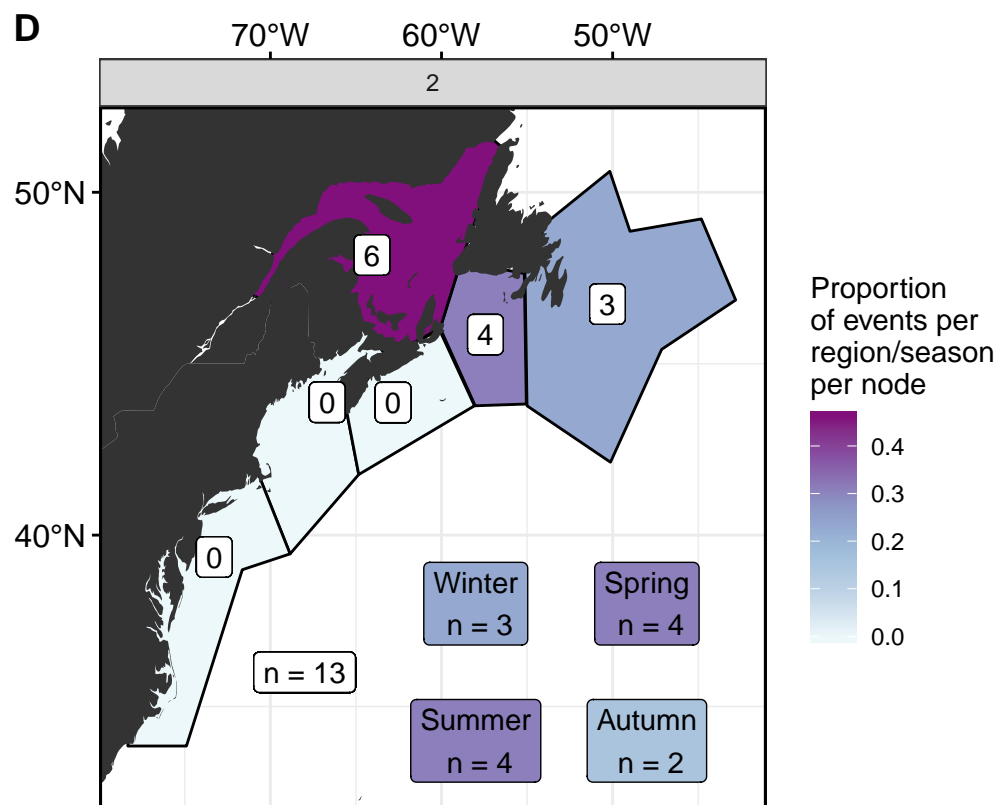 D
70°W 60°W 50°W
2
50°N
40°N
6
4
3
0
0
0
n = 13
Winter
n = 3
Spring
n = 4
Summer
n = 4
Autumn
n = 2
Proportion
of events per
region/season
per node
0.4
0.3
0.2
0.1
0.0